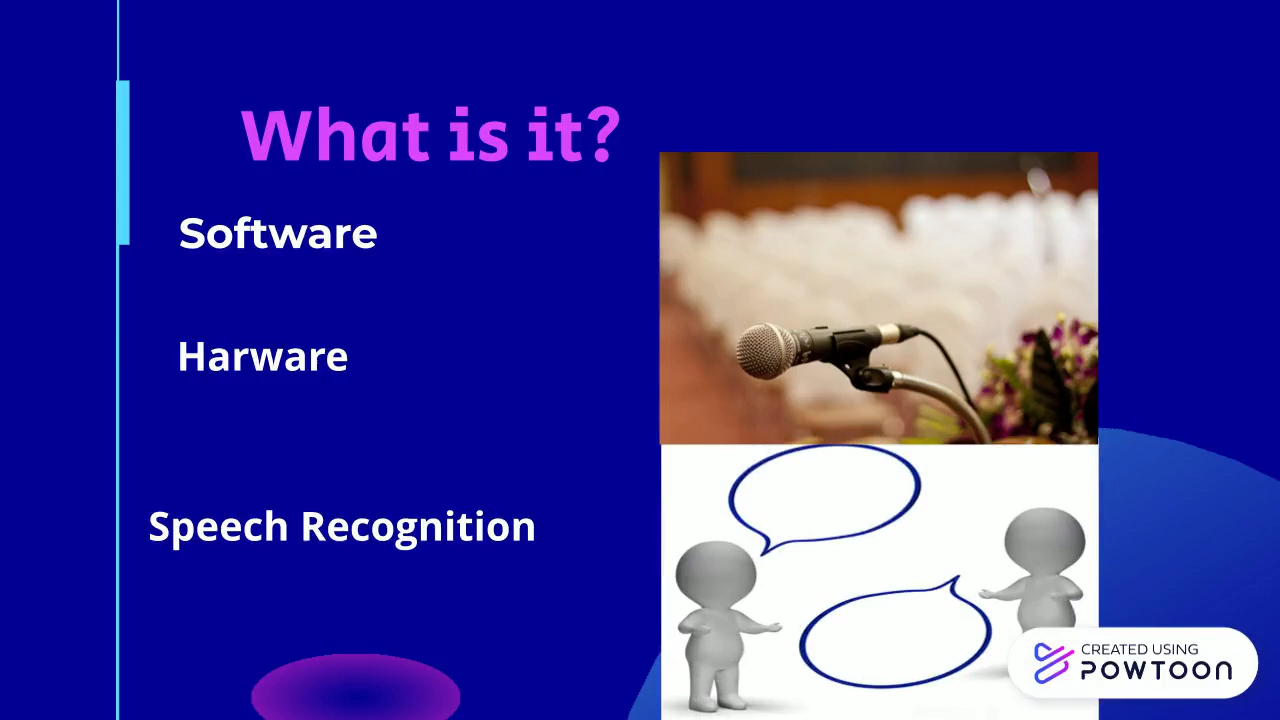 What is it?
Software
Harware
Speech Recognition
CREATED USING
POWTOON